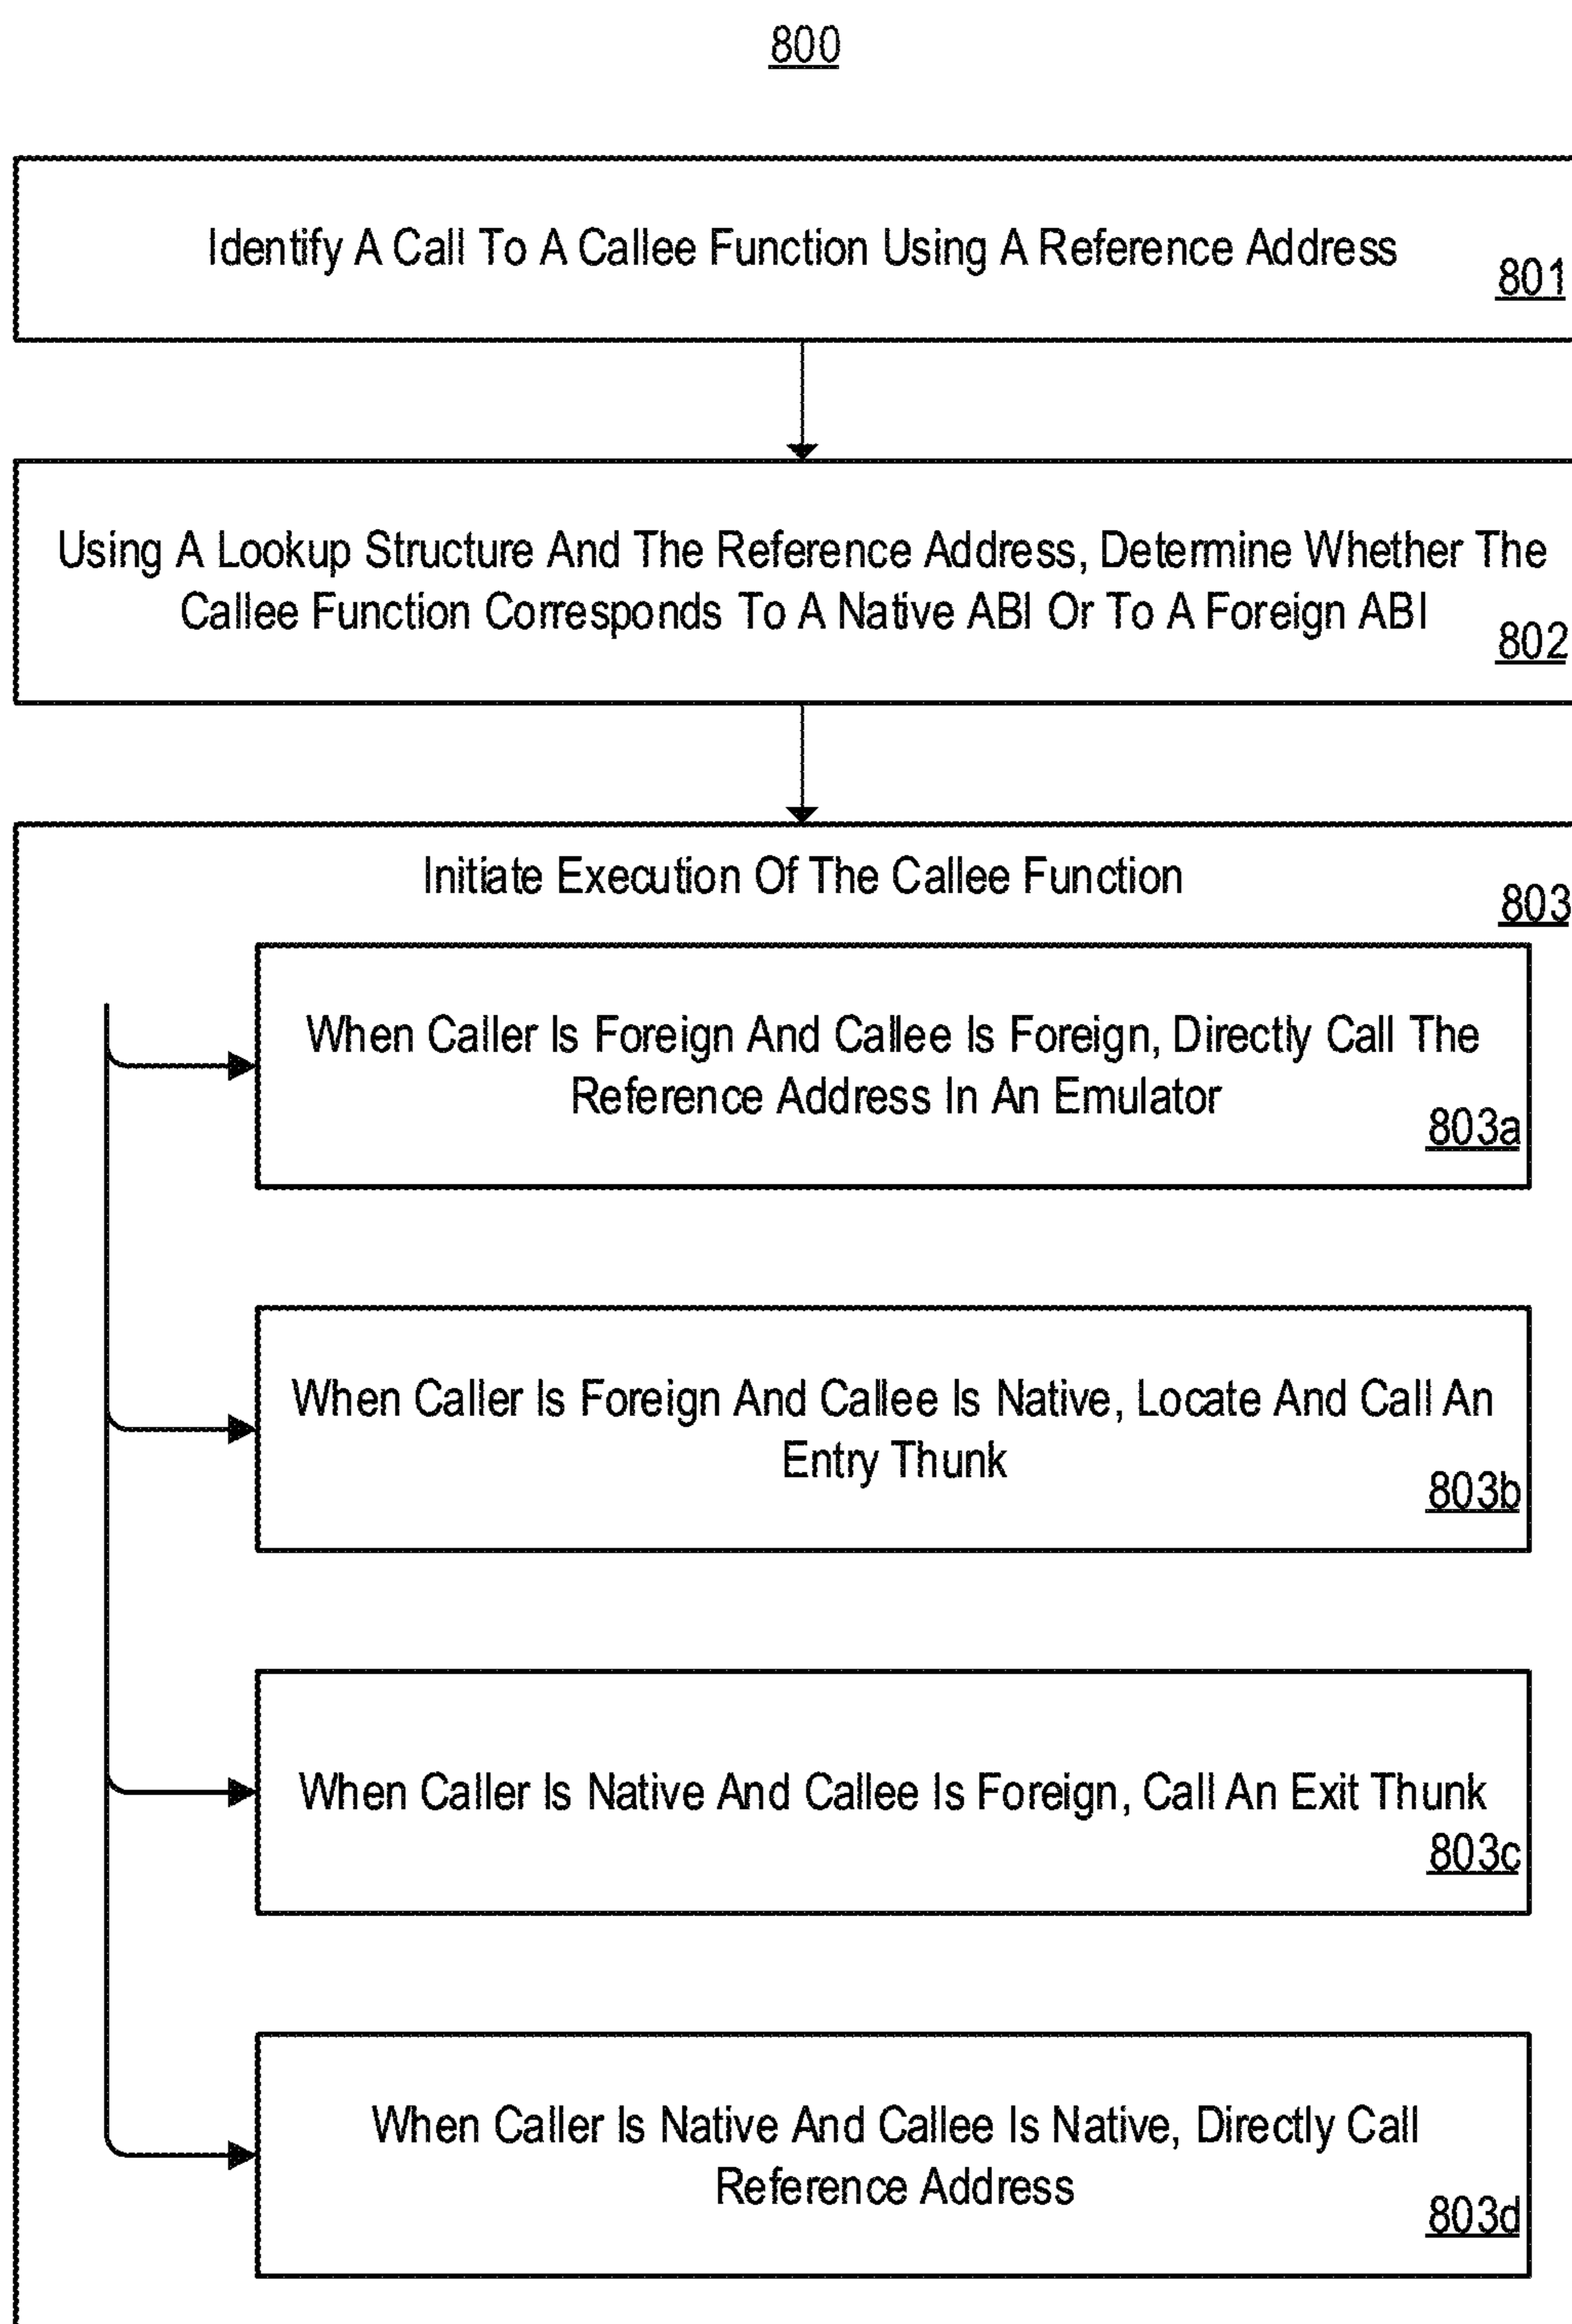 800
Identify A Call To A Callee Function Using A Reference Address
801
Using A Lookup Structure And The Reference Address, Determine Whether The
Callee Function Corresponds To A Native ABI Or To A Foreign ABI
802
Initiate Execution Of The Callee Function
803
When Caller Is Foreign And Callee Is Foreign, Directly Call The
Reference Address In An Emulator
803a
When Caller Is Foreign And Callee Is Native, Locate And Call An
Entry Thunk
803b
When Caller Is Native And Callee Is Foreign, Call An Exit Thunk
803c
When Caller Is Native And Callee Is Native, Directly Call
Reference Address
803d